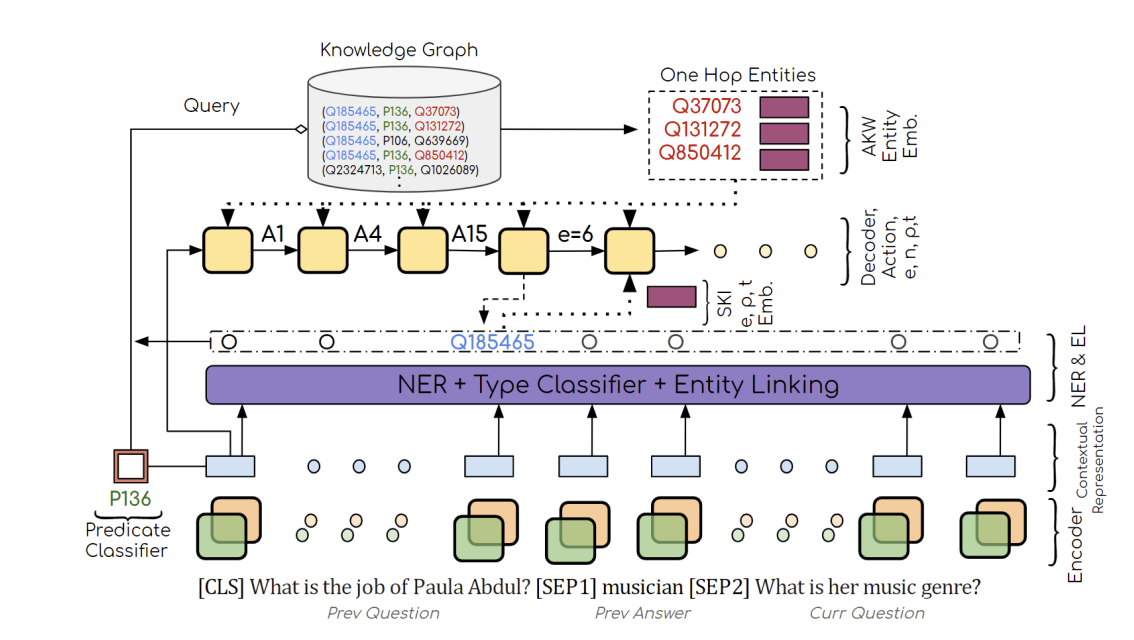 Knowledge Graph
One Hop Entities
Query
(Q185465, P136, Q37073)
(Q185465, P136, Q131272)
(Q185465, P106, Q639669)
(Q185465, P136, Q850412)
(Q2324713, P136, Q1026089)
:
Q37073
Q131272
Q850412
AKW
Entity
Emb.
A1
A4
A15
e=6
Decoder,
Action,
e, n, p,t
SKI
e, p, t
Emb.
Q185465
NER + Type Classifier + Entity Linking
NER & EL
Contextual
Representation
P136
Predicate
Classifier
Encoder
[CLS] What is the job of Paula Abdul? [SEP1] musician [SEP2] What is her music genre?
Prev Question
Prev Answer
Curr Question